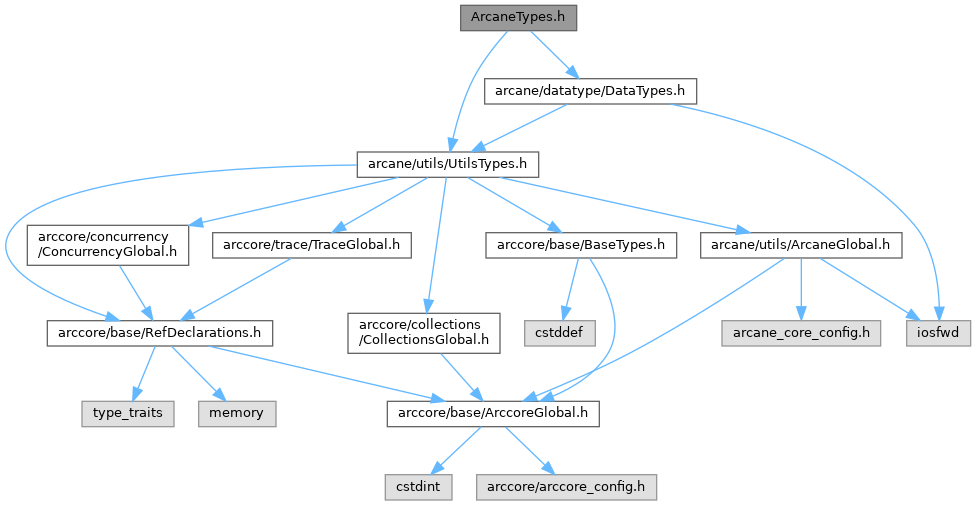 ArcaneTypes.h
arcane/datatype/DataTypes.h
arcane/utils/UtilsTypes.h
arccore/concurrency
/ConcurrencyGlobal.h
arccore/trace/TraceGlobal.h
arccore/base/BaseTypes.h
arcane/utils/ArcaneGlobal.h
arccore/base/RefDeclarations.h
arccore/collections
/CollectionsGlobal.h
cstddef
arcane_core_config.h
iosfwd
type_traits
memory
arccore/base/ArccoreGlobal.h
cstdint
arccore/arccore_config.h